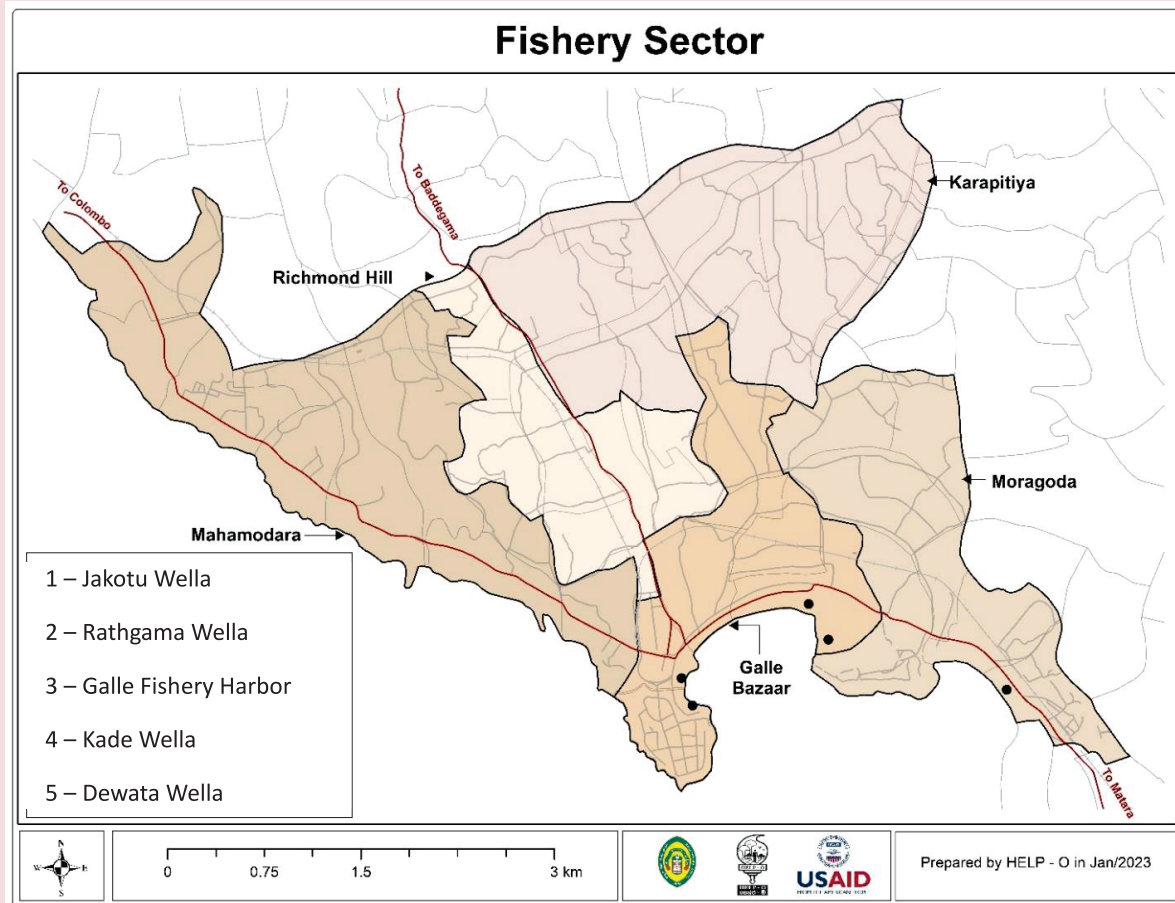 Fishery Sector
To Colombo
To Baddegama
Karapitiya
Richmond Hill
Moragoda
Mahamodara
Galle
Bazaar
To Matara
1 – Jakotu Wella
2 – Rathgama Wella
3 – Galle Fishery Harbor
4 – Kade Wella
5 – Dewata Wella
N
W E
S
0 0.75 1.5 3 km
HELP - O
USAID
Prepared by HELP - O in Jan/2023